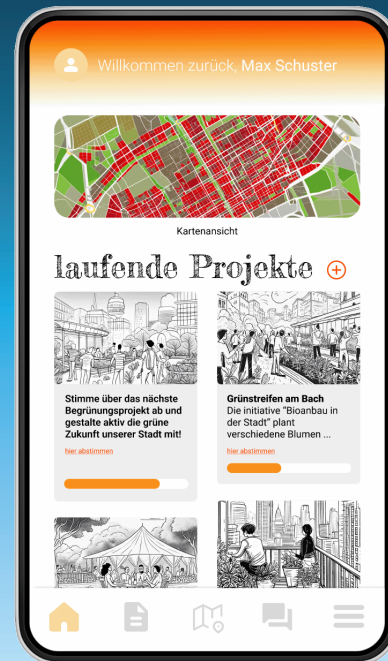 Willkommen zurück, Max Schuster
Kartenansicht
laufende Projekte
Stimme über das nächste
Begrünungsprojekt ab und
gestalte aktiv die grüne
Zukunft unserer Stadt mit!
hier abstimmen
Grünstreifen am Bach
Die initiative "Bioanbau in
der Stadt" plant
verschiedene Blumen ...
hier abstimmen